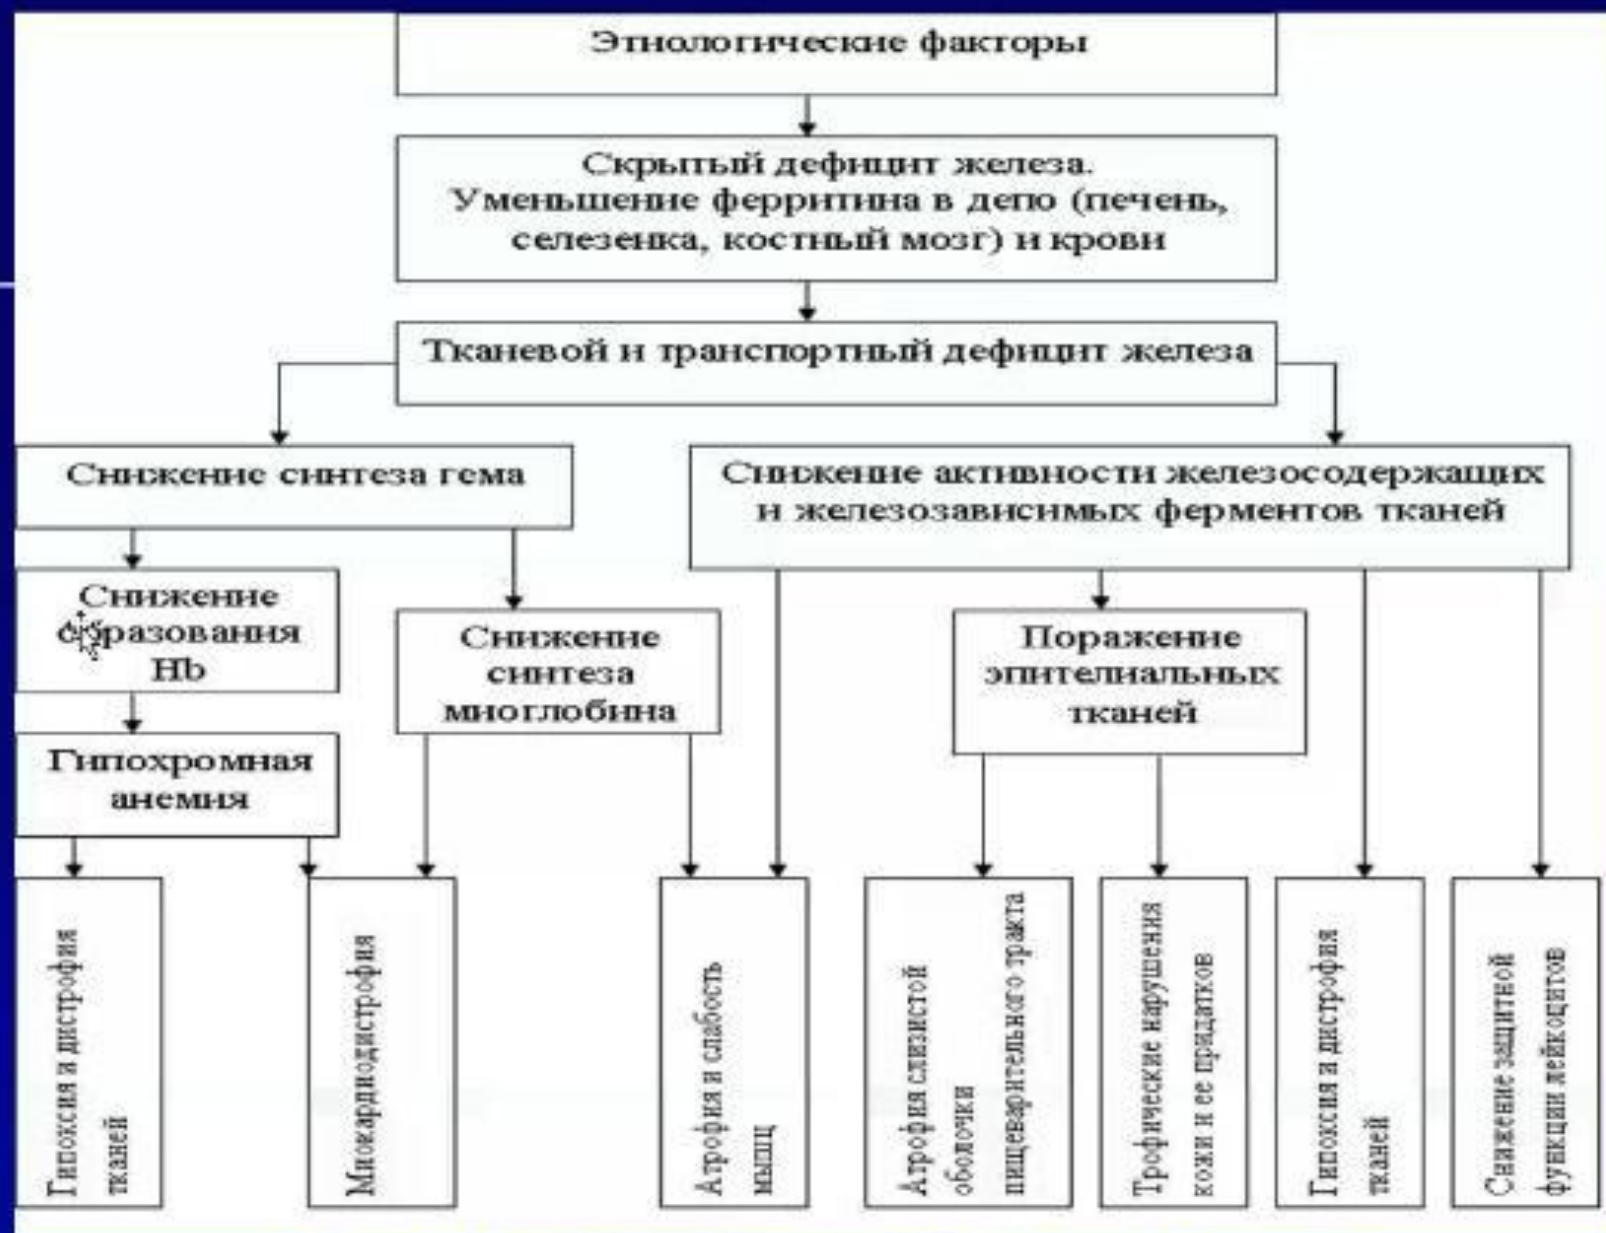 Этнологические факторы
Скрытый дефицит железа.
Уменьшение ферритина в депо (печень,
селезенка, костный мозг) и крови
Тканевой и транспортный дефицит железа
Снижение синтеза гема
Снижение активности железосодержащих
и железозависимых ферментов тканей
Снижение
образования
Hb
Снижение
синтеза
миоглобина
Поражение
эпителиальных
тканей
Гипохромная
анемия
Гипоксия и дистрофия
тканей
Миокардиодистрофия
Атрофия и слабость
мышц
Атрофия слизистой
оболочки
пищеварительного тракта
Трофические нарушения
кожи и ее придатков
Гипоксия и дистрофия
тканей
Снижение защитной
функции лейкоцитов